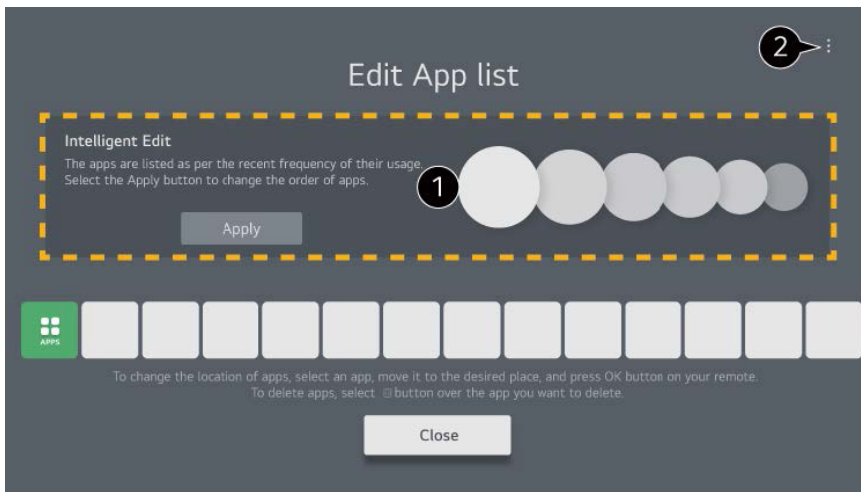 2
Edit App list
Intelligent Edit
The apps are listed as per the recent frequency of their usage.
Select the Apply button to change the order of apps.
1
Apply
APPS
To change the location of apps, select an app, move it to the desired place, and press OK button on your remote.
To delete apps, select button over the app you want to delete.
Close